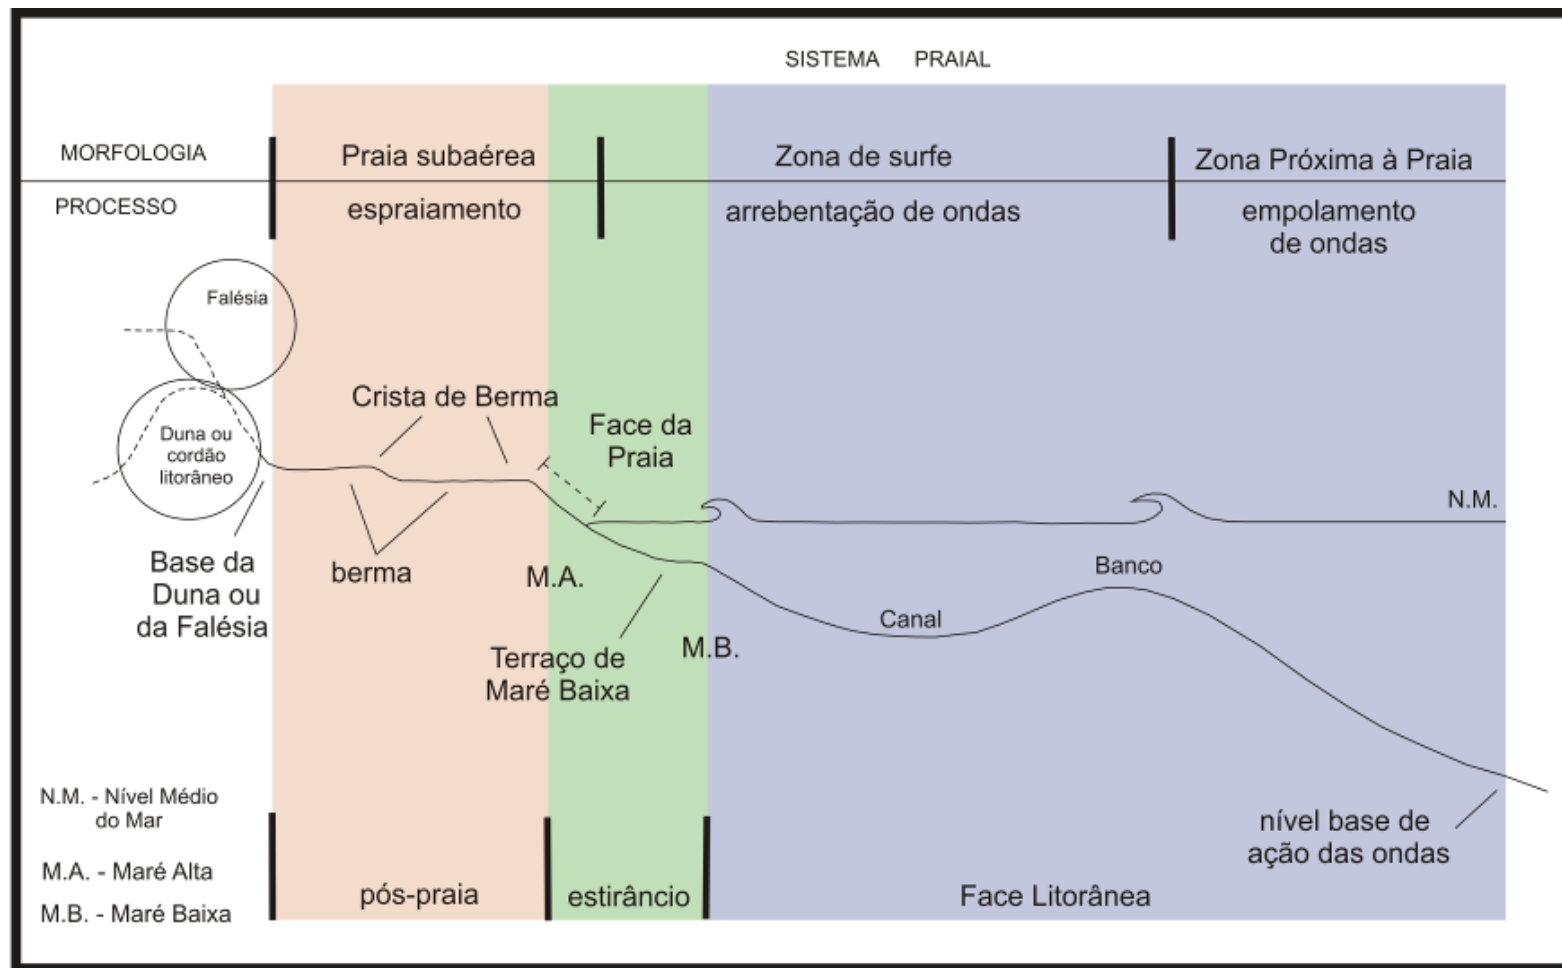 SISTEMA PRAIAL
MORFOLOGIA
Praia subaérea
Zona de surfe
Zona Próxima à Praia
PROCESSO
espraiamento
arrebentação de ondas
empolamento
de ondas
Falésia
Duna ou
cordão
litorâneo
Crista de Berma
Face da
Praia
N.M.
Base da
Duna ou
da Falésia
berma
M.A.
Banco
Canal
Terraço de
Maré Baixa
M.B.
N.M. - Nível Médio
do Mar
M.A. - Maré Alta
M.B. - Maré Baixa
nível base de
ação das ondas
pós-praia
estirâncio
Face Litorânea